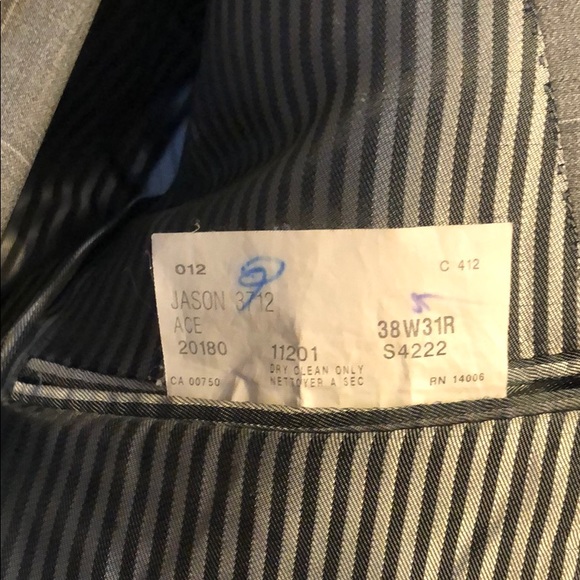 012 C 412
JASON 3712
ACE 38W31R
20180 11201 S4222
DRY CLEAN ONLY
CA 00750 NETTOYER A SEC RN 14006